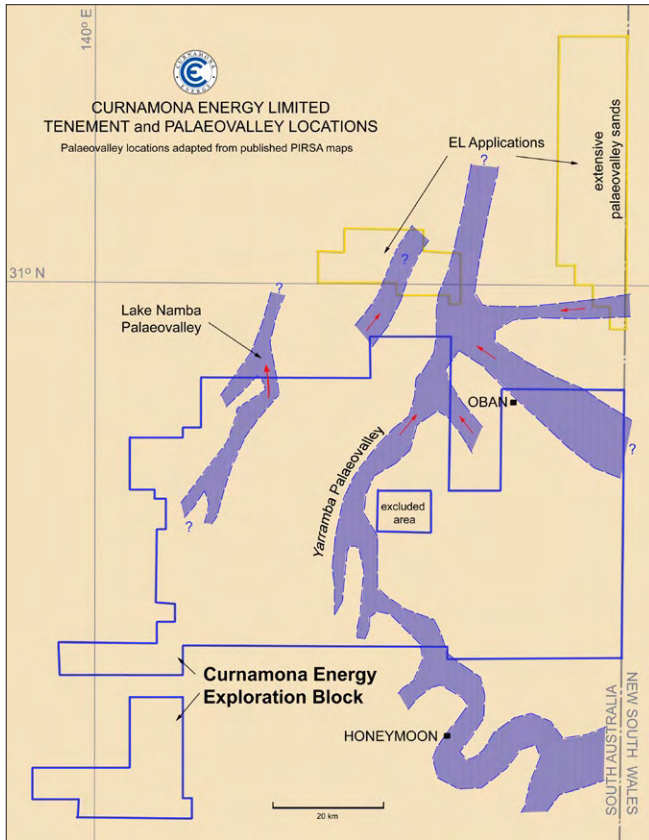 140° E
CURNAMONA
ENERGY
CURNAMONA ENERGY LIMITED
TENEMENT and PALAEOVALLEY LOCATIONS
Palaeovalley locations adapted from published PIRSA maps
EL Applications
extensive
palaeovalley sands
?
?
31° N
?
Lake Namba
Palaeovalley
OBAN
Yarramba Palaeovalley
?
excluded
area
?
Curnamona Energy
Exploration Block
HONEYMOON
SOUTH AUSTRALIA
NEW SOUTH WALES
20 km